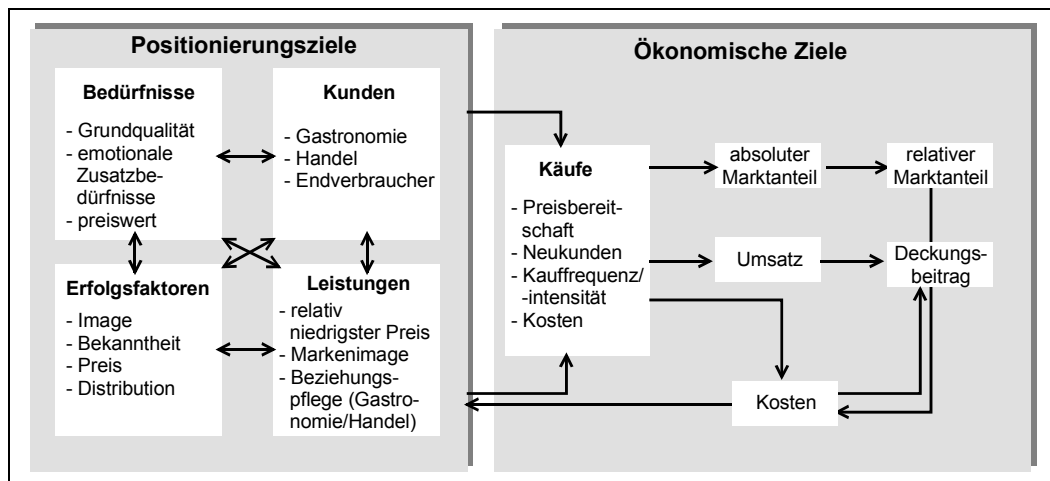 Positionierungsziele
Bedürfnisse
- Grundqualität
- emotionale
Zusatzbe-
dürfnisse
- preiswert
Kunden
- Gastronomie
- Handel
- Endverbraucher
Erfolgsfaktoren
- Image
- Bekanntheit
- Preis
- Distribution
Leistungen
- relativ
niedrigster Preis
- Markenimage
- Beziehungs-
pflege (Gastro-
nomie/Handel)
Ökonomische Ziele
Käufe
- Preisbereit-
schaft
- Neukunden
- Kauffrequenz/
-intensität
- Kosten
absoluter
Marktanteil
relativer
Marktanteil
Umsatz
Deckungs-
beitrag
Kosten